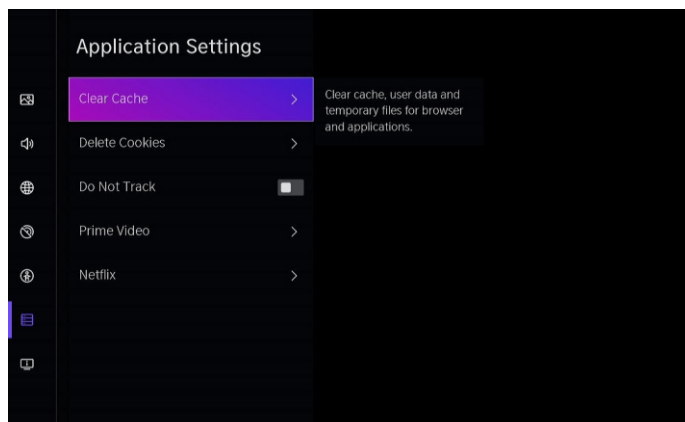 Application Settings
Clear Cache
Clear cache, user data and
temporary files for browser
and applications.
Delete Cookies
Do Not Track
Prime Video
Netflix